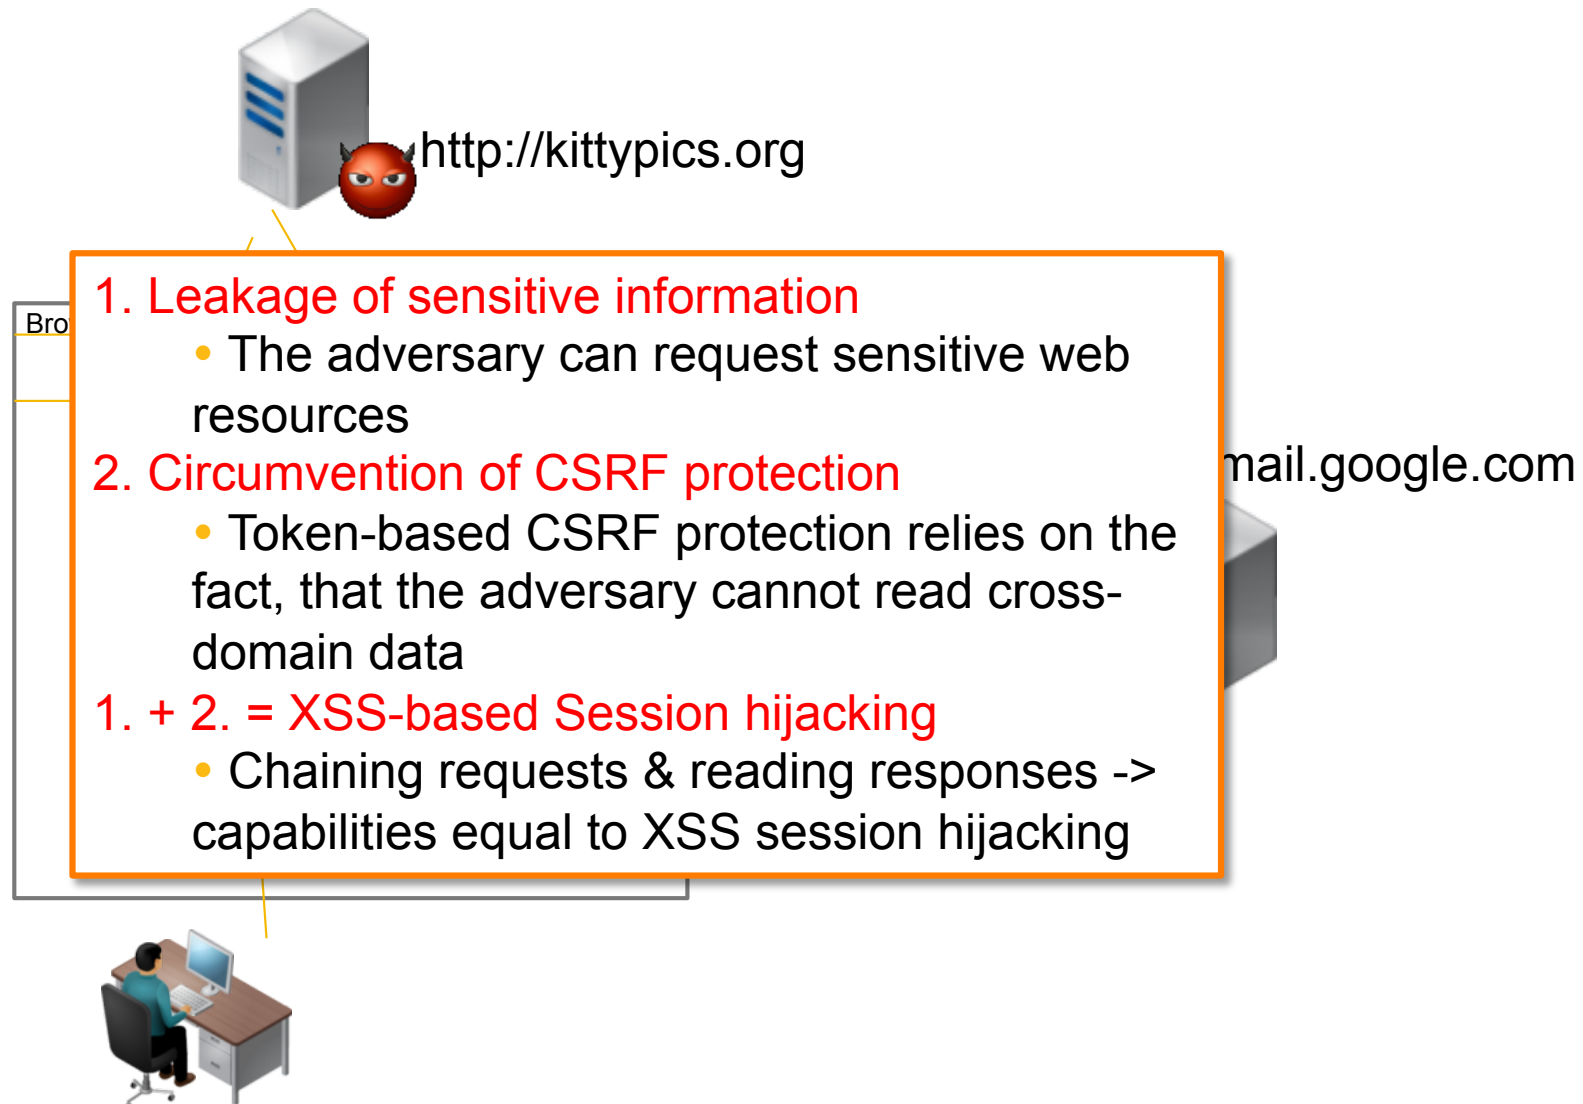 http://kittypics.org
1. Leakage of sensitive information
• The adversary can request sensitive web
resources
2. Circumvention of CSRF protection
• Token-based CSRF protection relies on the
fact, that the adversary cannot read cross-
domain data
1. + 2. = XSS-based Session hijacking
• Chaining requests & reading responses ->
capabilities equal to XSS session hijacking
Bro
mail.google.com